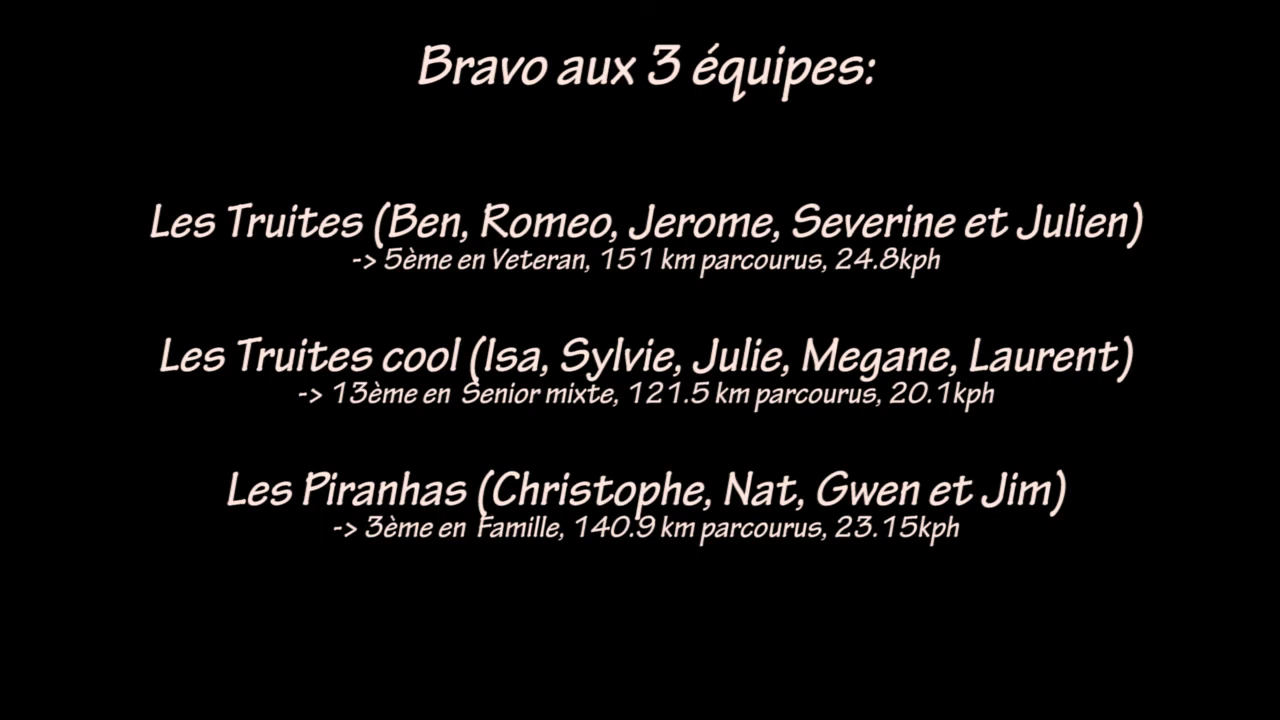 Bravo aux 3 équipes:
Les Truites (Ben, Romeo, Jerome, Severine et Julien)
-> 5ème en Veteran, 151 km parcourus, 24.8kph
Les Truites cool (Isa, Sylvie, Julie, Megane, Laurent)
-> 13ème en  Senior mixte, 121.5 km parcourus, 20.1kph
Les Piranhas (Christophe, Nat, Gwen et Jim)
-> 3ème en  Famille, 140.9 km parcourus, 23.15kph